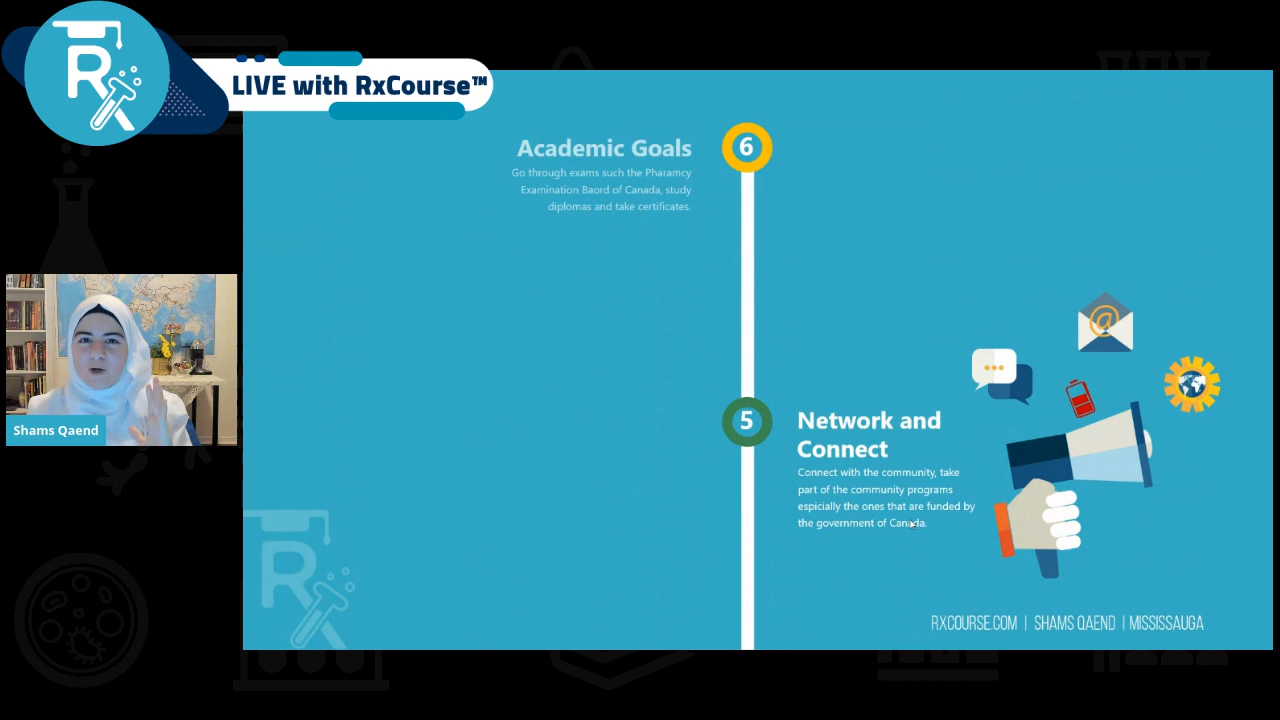 LIVE with RxCourse™
Academic Goals
Go through exams such the Pharamcy
Examination Baord of Canada, study
diplomas and take certificates.
6
5
Network and
Connect
Connect with the community, take
part of the community programs
espicially the ones that are funded by
the government of Canada.
Shams Qaend
RXCOURSE.COM | SHAMS QAEND | MISSISSAUGA